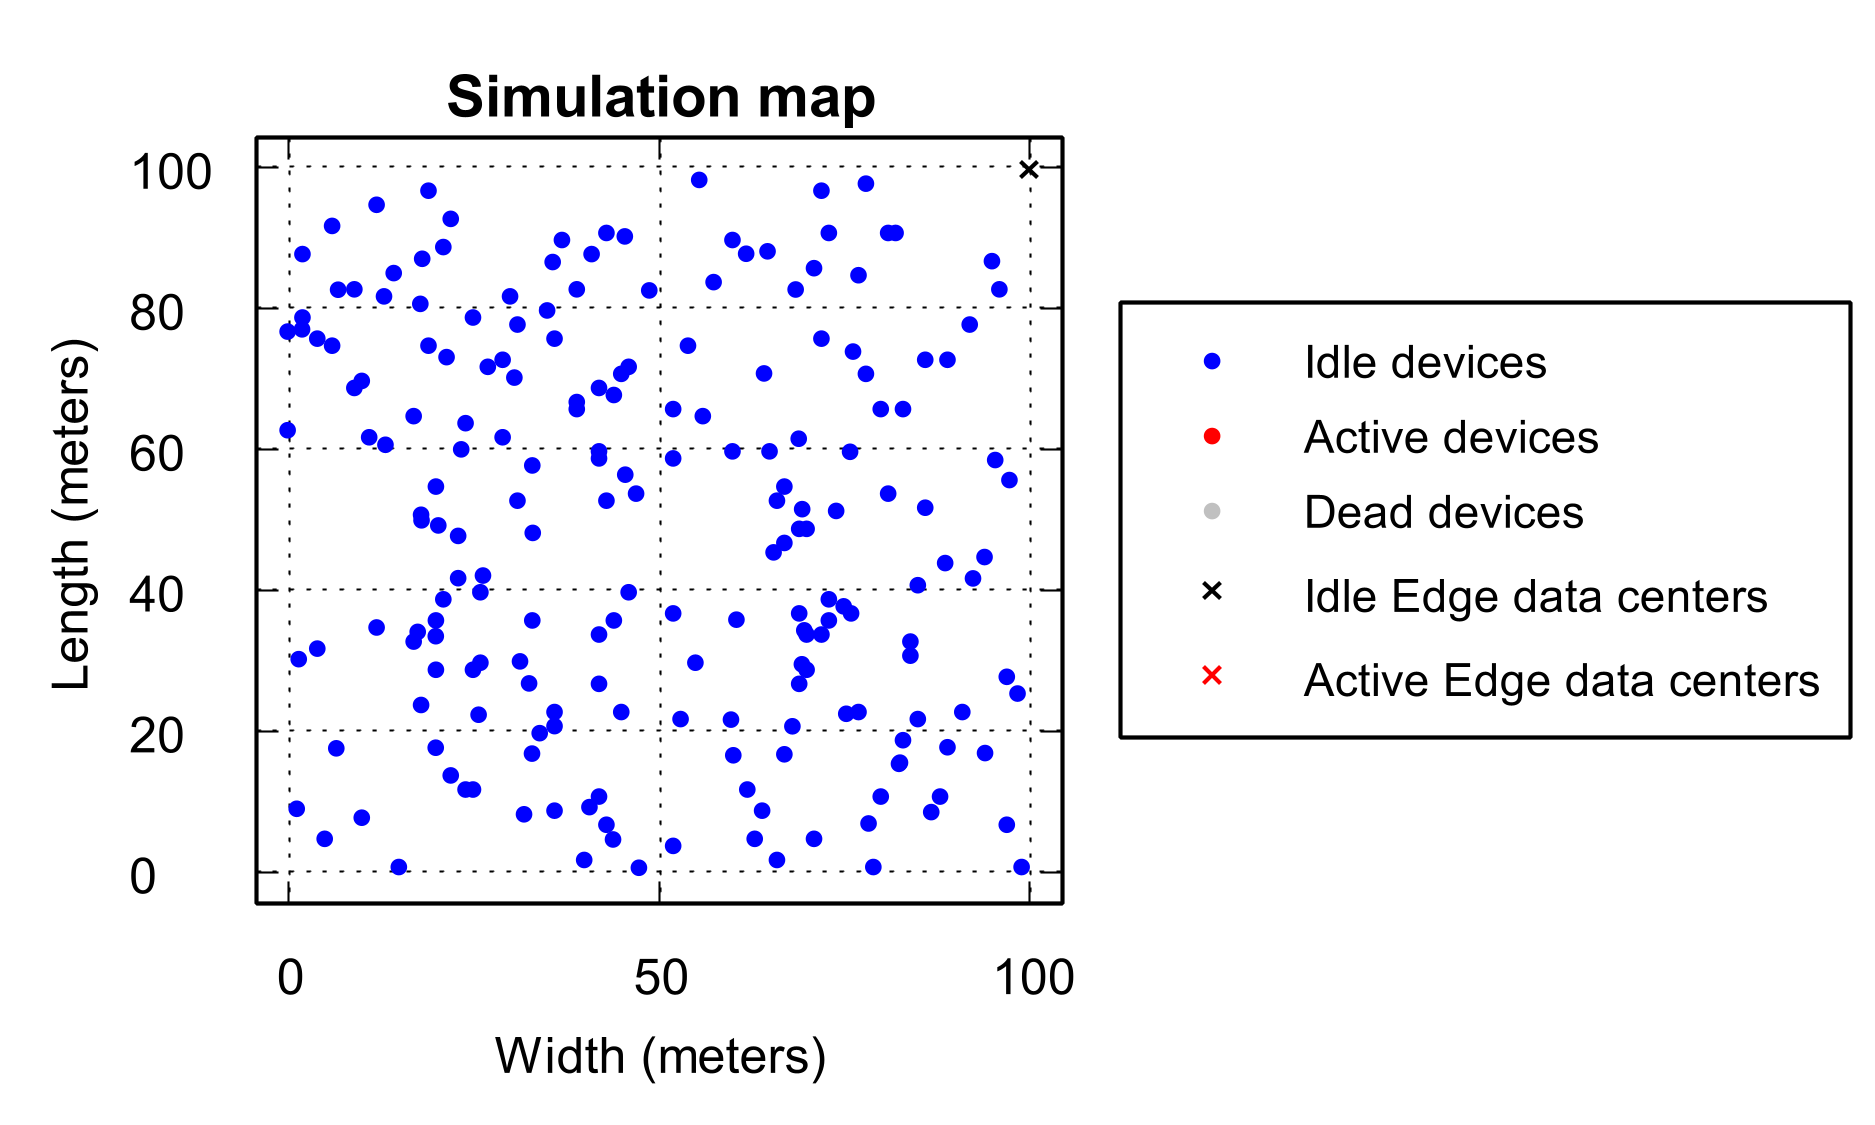 Simulation map
100
80
60
40
20
0
Length (meters)
0 50 100
Width (meters)
Idle devices
Active devices
Dead devices
Idle Edge data centers
Active Edge data centers